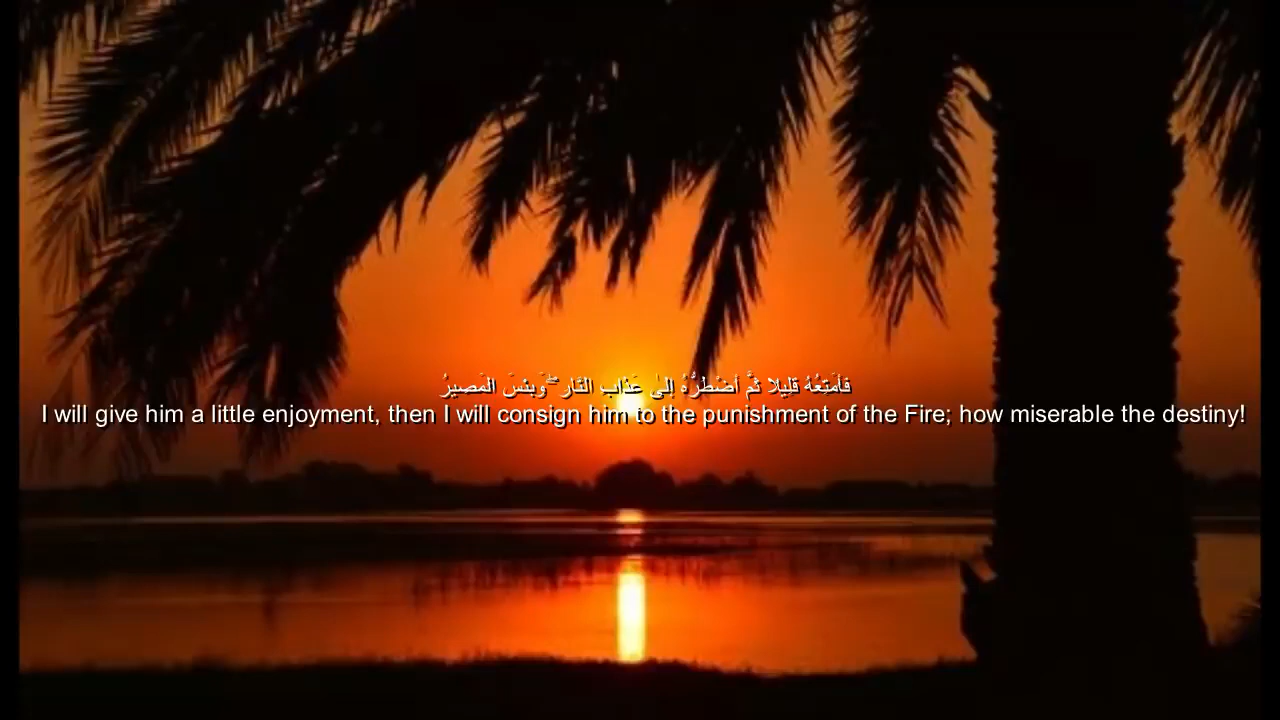 فَأُمَتِّعُهُ قَلِيلًا ثُمَّ أَضْطَرُّهُ إِلَىٰ عَذَابِ النَّارِ ۖ وَبِئْسَ الْمَصِيرُ
I will give him a little enjoyment, then I will consign him to the punishment of the Fire; how miserable the destiny!